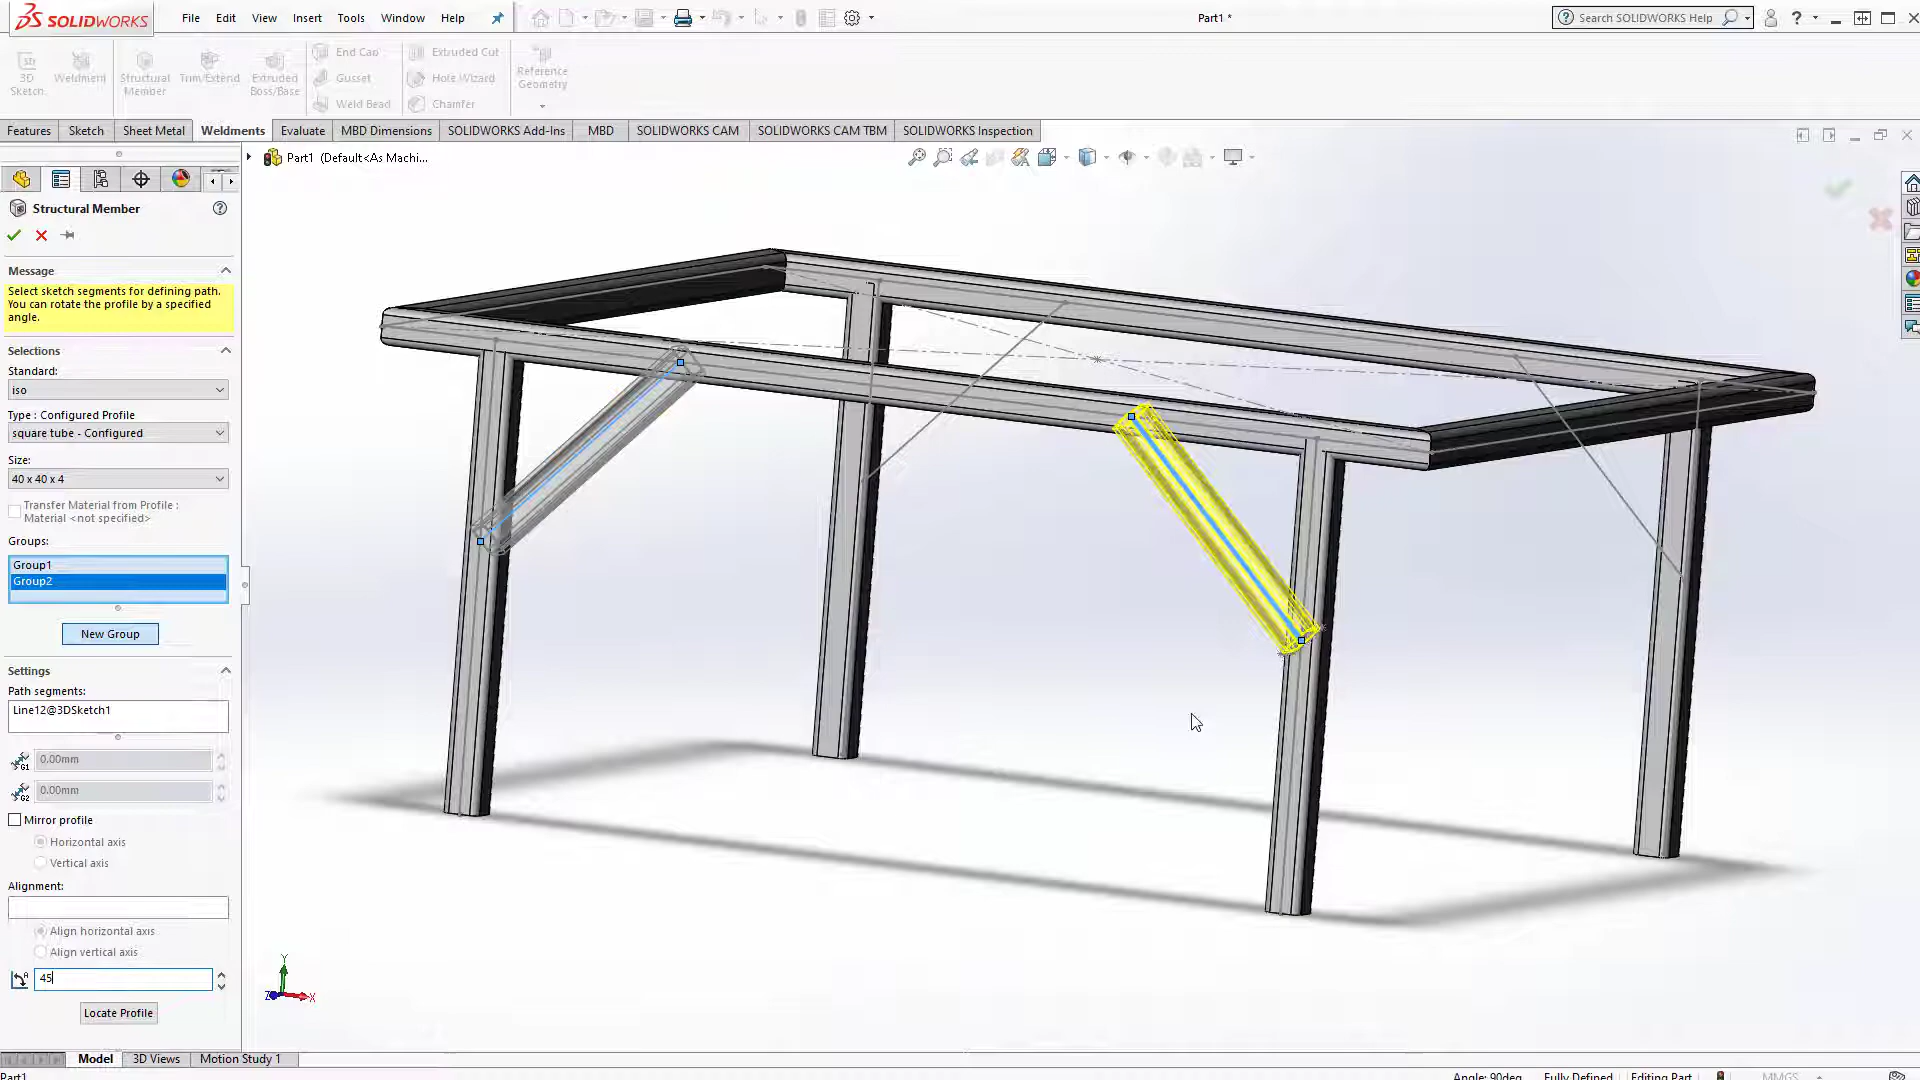 SOLIDWORKS
File Edit View Insert Tools Window Help
Part1 *
Search SOLIDWORKS Help
3D Sketch
Weldment
Structural Member
Trim/Extend
Extruded Boss/Base
End Cap
Gusset
Weld Bead
Extruded Cut
Hole Wizard
Chamfer
Reference Geometry
Features Sketch Sheet Metal Weldments Evaluate MBD Dimensions SOLIDWORKS Add-Ins MBD SOLIDWORKS CAM SOLIDWORKS CAM TBM SOLIDWORKS Inspection
Part1 (Default<As Machi...
Structural Member
Message
Select sketch segments for defining path.
You can rotate the profile by a specified
angle.
Selections
Standard:
iso
Type : Configured Profile
square tube - Configured
Size:
40 x 40 x 4
Transfer Material from Profile :
Material <not specified>
Groups:
Group1
Group2
New Group
Settings
Path segments:
Line12@3DSketch1
G1 0.00mm
G2 0.00mm
Mirror profile
Horizontal axis
Vertical axis
Alignment:
Align horizontal axis
Align vertical axis
45
Locate Profile
Y
Z X
Model 3D Views Motion Study 1
Part1
Angle: 90deg Fully Defined Editing Part MMGS